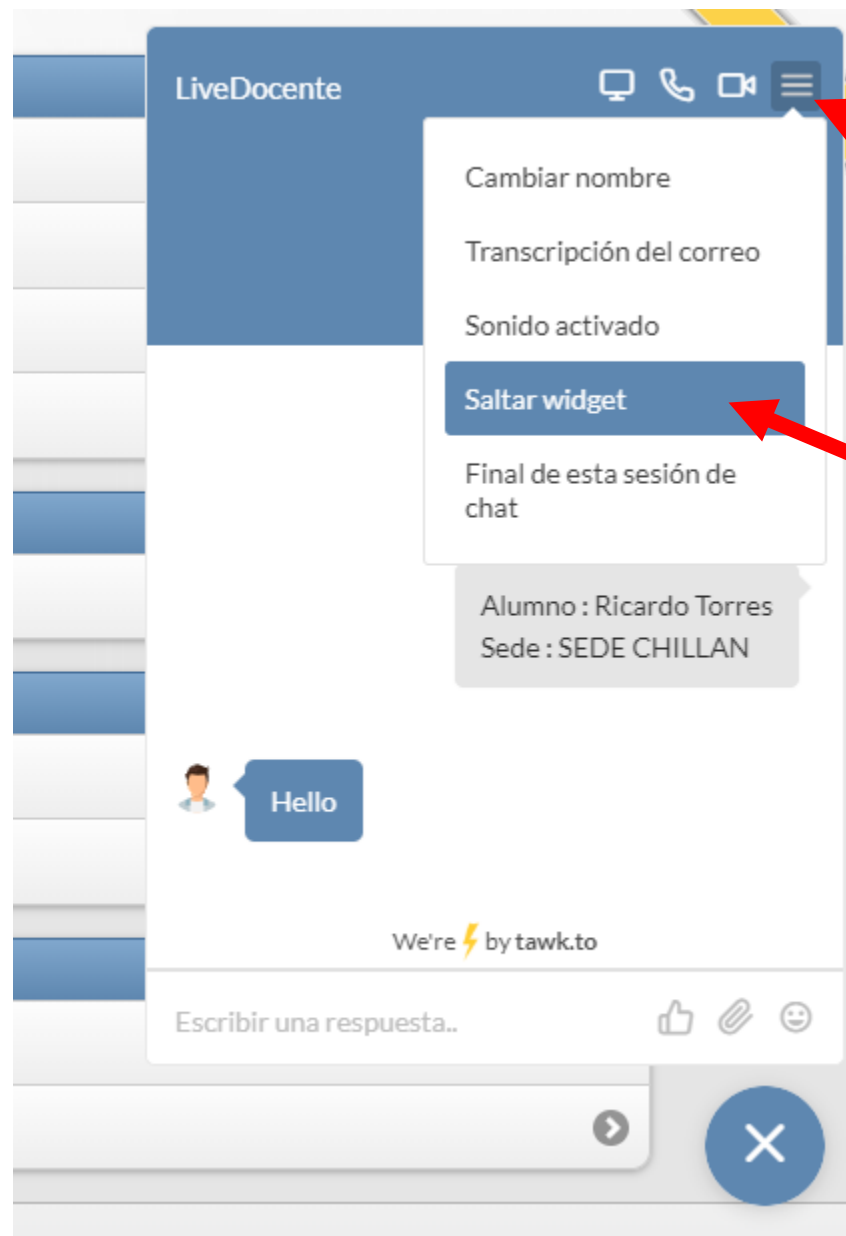 LiveDocente
Cambiar nombre
Transcripción del correo
Sonido activado
Saltar widget
Final de esta sesión de
chat
Alumno : Ricardo Torres
Sede : SEDE CHILLAN
Hello
We're by tawk.to
Escribir una respuesta..